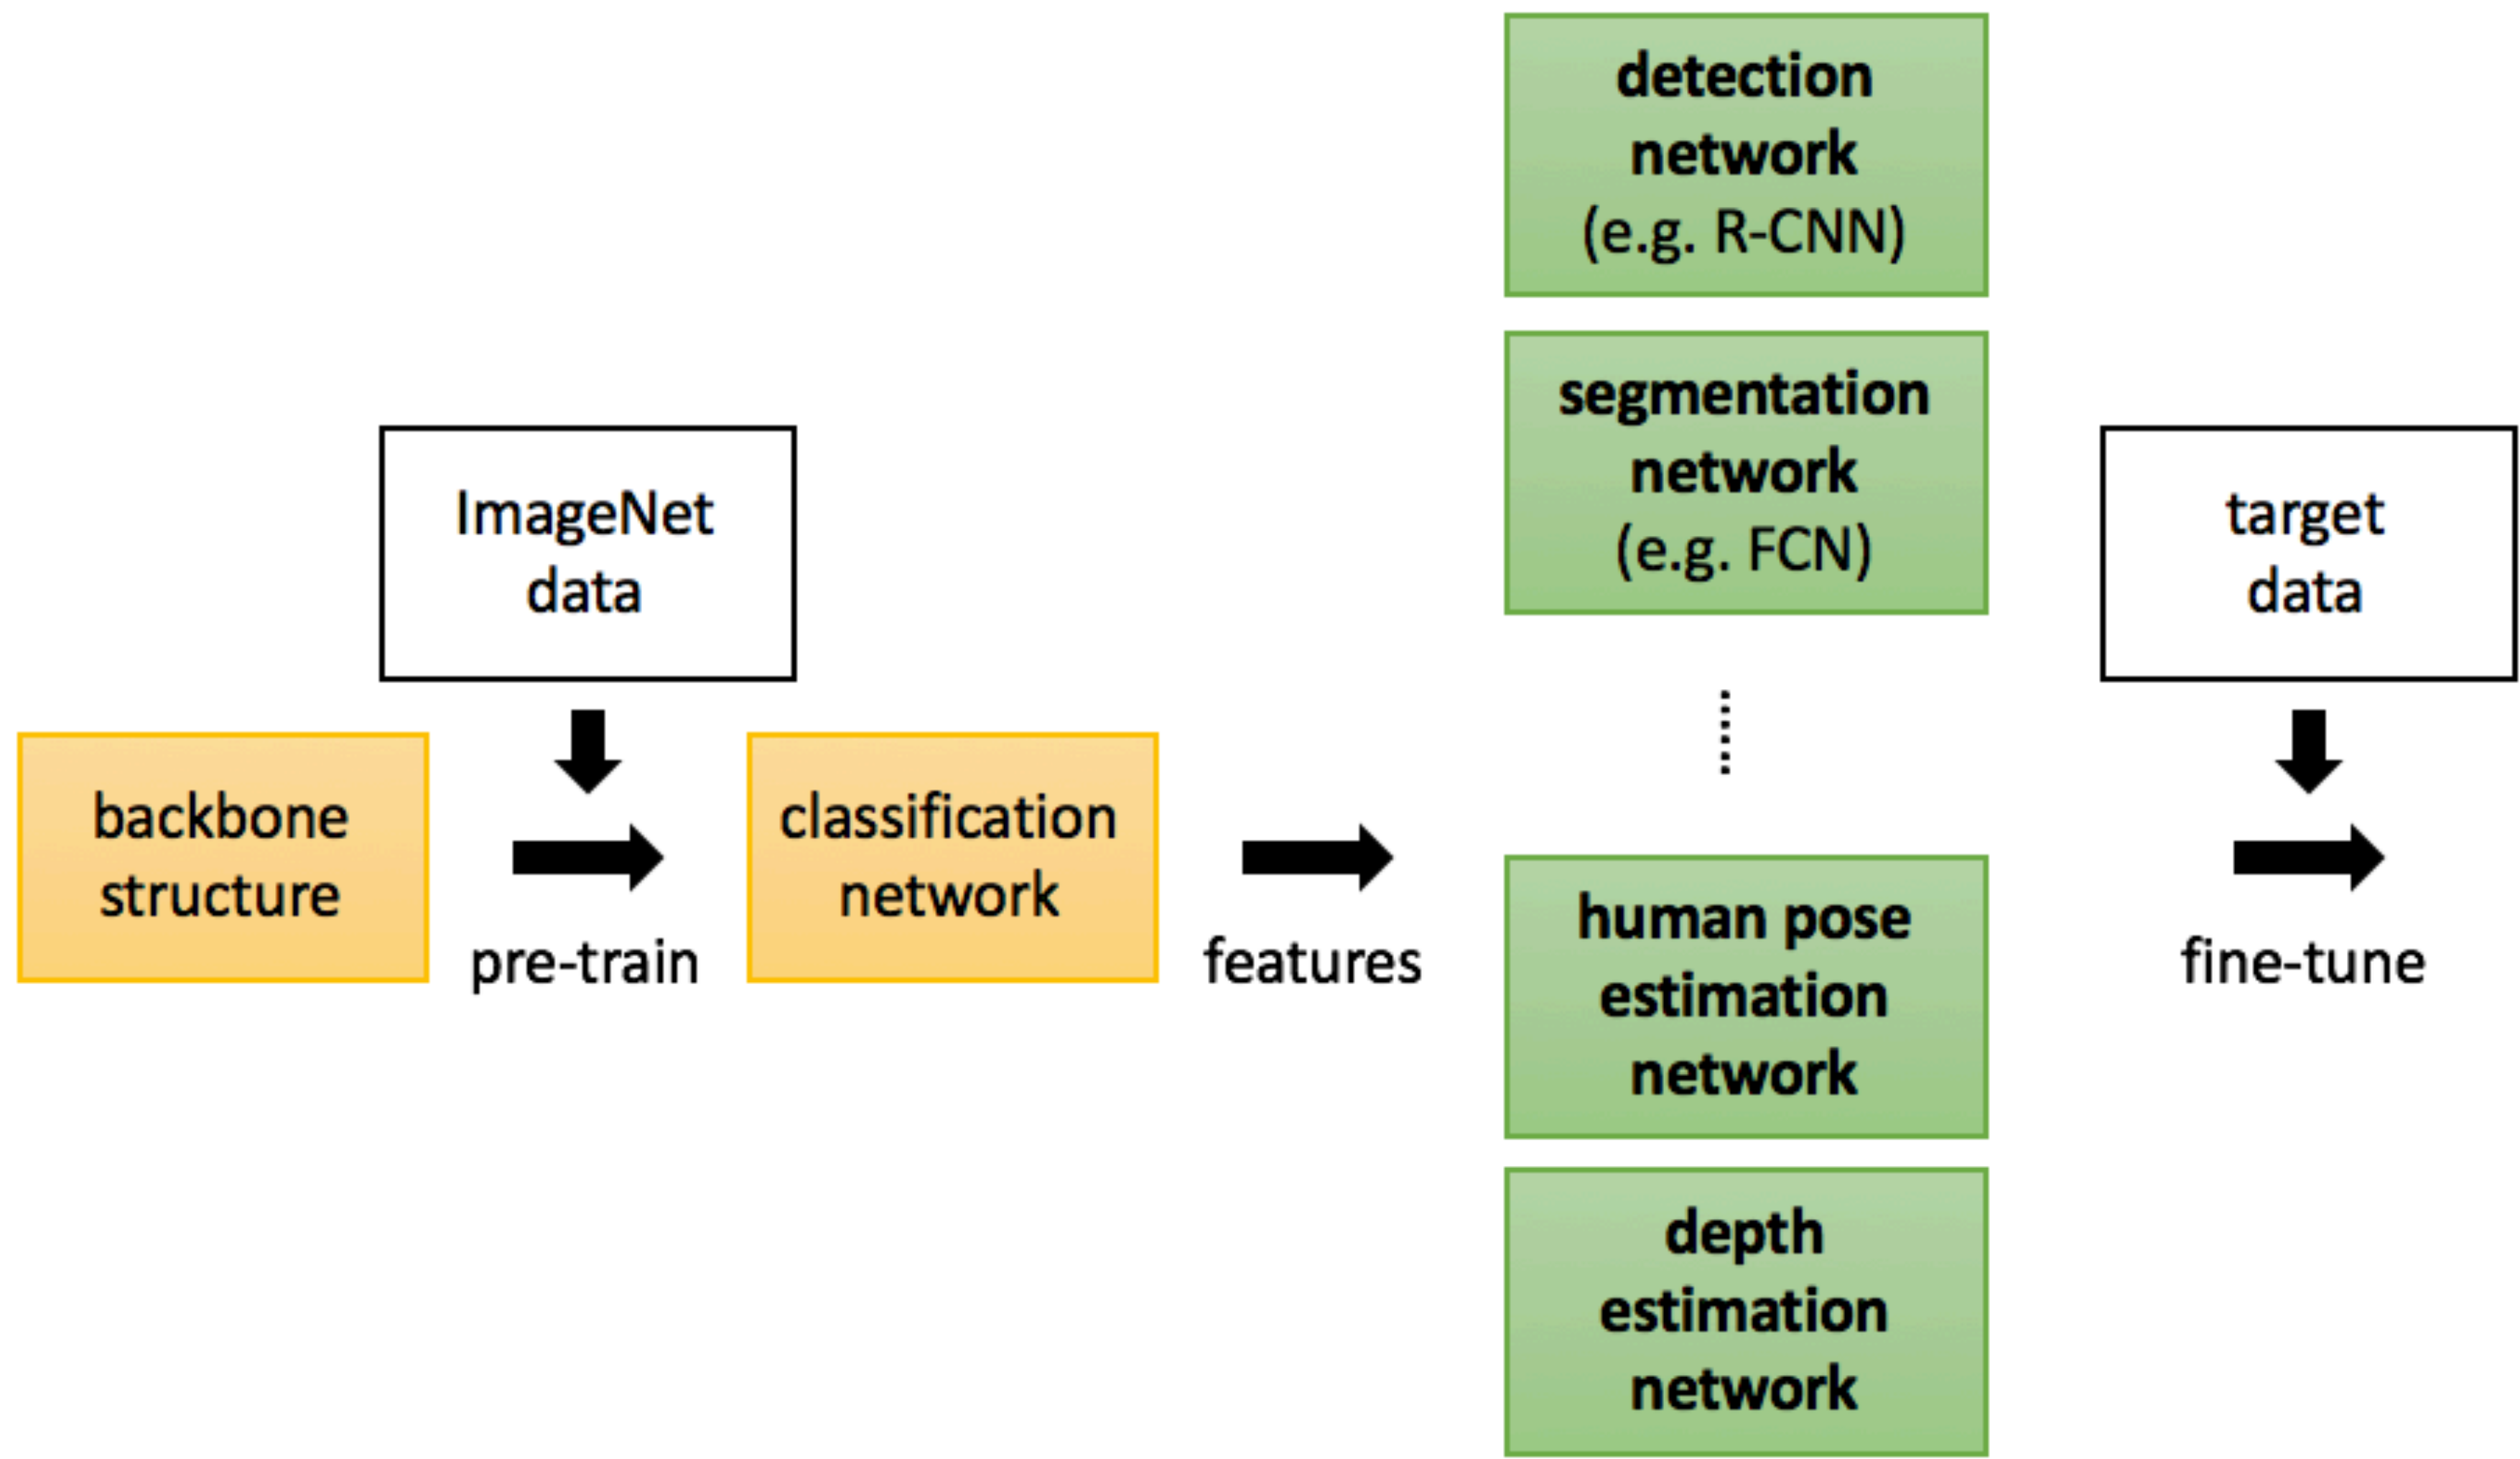 backbone
structure
ImageNet
data
pre-train
classification
network
features
detection
network
(e.g. R-CNN)
segmentation
network
(e.g. FCN)
human pose
estimation
network
depth
estimation
network
target
data
fine-tune